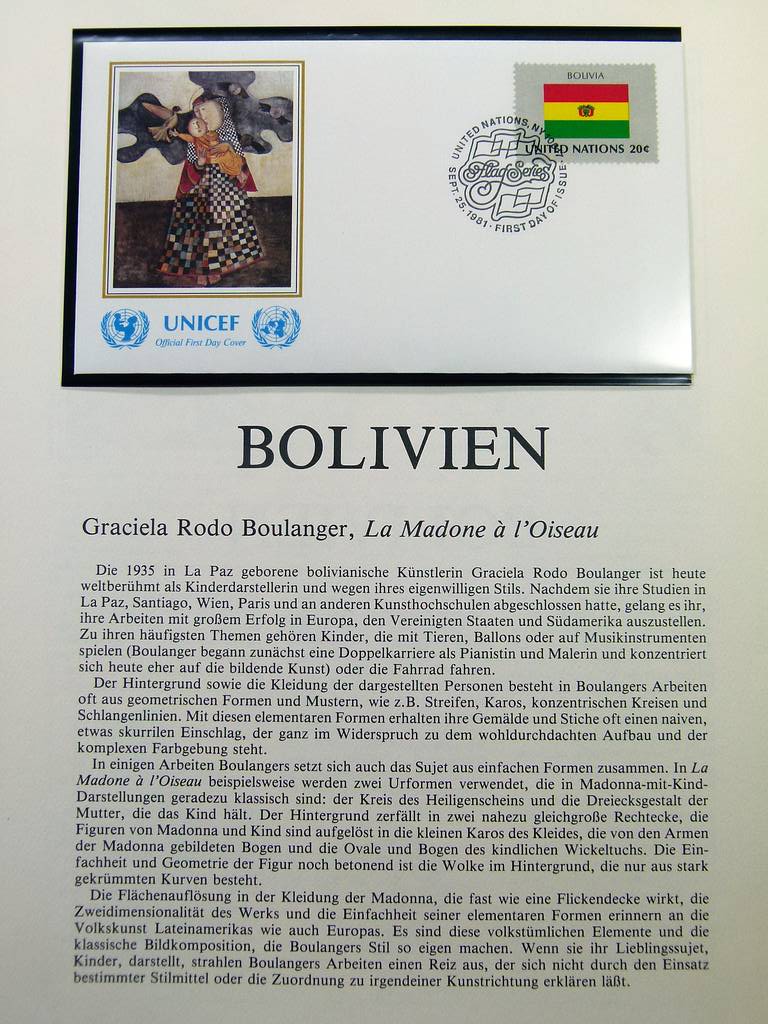 BOLIVIA
UNITED NATIONS 20¢
UNITED NATIONS, NY
Flag Series
SEPT. 25, 1981 · FIRST DAY OF ISSUE
UNICEF
Official First Day Cover
BOLIVIEN
Graciela Rodo Boulanger, La Madone à l'Oiseau
Die 1935 in La Paz geborene bolivianische Künstlerin Graciela Rodo Boulanger ist heute
weltberühmt als Kinderdarstellerin und wegen ihres eigenwilligen Stils. Nachdem sie ihre Studien in
La Paz, Santiago, Wien, Paris und an anderen Kunsthochschulen abgeschlossen hatte, gelang es ihr,
ihre Arbeiten mit großem Erfolg in Europa, den Vereinigten Staaten und Südamerika auszustellen.
Zu ihren häufigsten Themen gehören Kinder, die mit Tieren, Ballons oder auf Musikinstrumenten
spielen (Boulanger begann zunächst eine Doppelkarriere als Pianistin und Malerin und konzentriert
sich heute eher auf die bildende Kunst) oder die Fahrrad fahren.
Der Hintergrund sowie die Kleidung der dargestellten Personen besteht in Boulangers Arbeiten
oft aus geometrischen Formen und Mustern, wie z.B. Streifen, Karos, konzentrischen Kreisen und
Schlangenlinien. Mit diesen elementaren Formen erhalten ihre Gemälde und Stiche oft einen naiven,
etwas skurrilen Einschlag, der ganz im Widerspruch zu dem wohldurchdachten Aufbau und der
komplexen Farbgebung steht.
In einigen Arbeiten Boulangers setzt sich auch das Sujet aus einfachen Formen zusammen. In La
Madone à l'Oiseau beispielsweise werden zwei Urformen verwendet, die in Madonna-mit-Kind-
Darstellungen geradezu klassisch sind: der Kreis des Heiligenscheins und die Dreiecksgestalt der
Mutter, die das Kind hält. Der Hintergrund zerfällt in zwei nahezu gleichgroße Rechtecke, die
Figuren von Madonna und Kind sind aufgelöst in die kleinen Karos des Kleides, die von den Armen
der Madonna gebildeten Bogen und die Ovale und Bogen des kindlichen Wickeltuchs. Die Ein-
fachheit und Geometrie der Figur noch betonend ist die Wolke im Hintergrund, die nur aus stark
gekrümmten Kurven besteht.
Die Flächenauflösung in der Kleidung der Madonna, die fast wie eine Flickendecke wirkt, die
Zweidimensionalität des Werks und die Einfachheit seiner elementaren Formen erinnern an die
Volkskunst Lateinamerikas wie auch Europas. Es sind diese volkstümlichen Elemente und die
klassische Bildkomposition, die Boulangers Stil so eigen machen. Wenn sie ihr Lieblingssujet,
Kinder, darstellt, strahlen Boulangers Arbeiten einen Reiz aus, der sich nicht durch den Einsatz
bestimmter Stilmittel oder die Zuordnung zu irgendeiner Kunstrichtung erklären läßt.